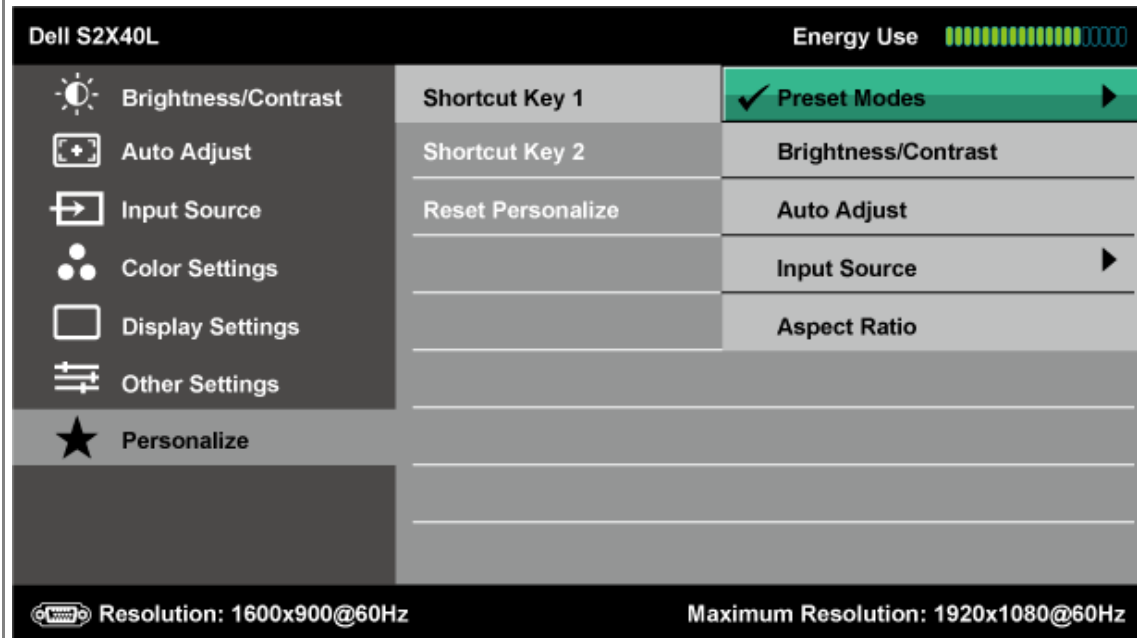 Dell S2X40L Energy Use
Brightness/Contrast Shortcut Key 1 Preset Modes
Auto Adjust Shortcut Key 2 Brightness/Contrast
Input Source Reset Personalize Auto Adjust
Color Settings Input Source
Display Settings Aspect Ratio
Other Settings
Personalize
Resolution: 1600x900@60Hz Maximum Resolution: 1920x1080@60Hz